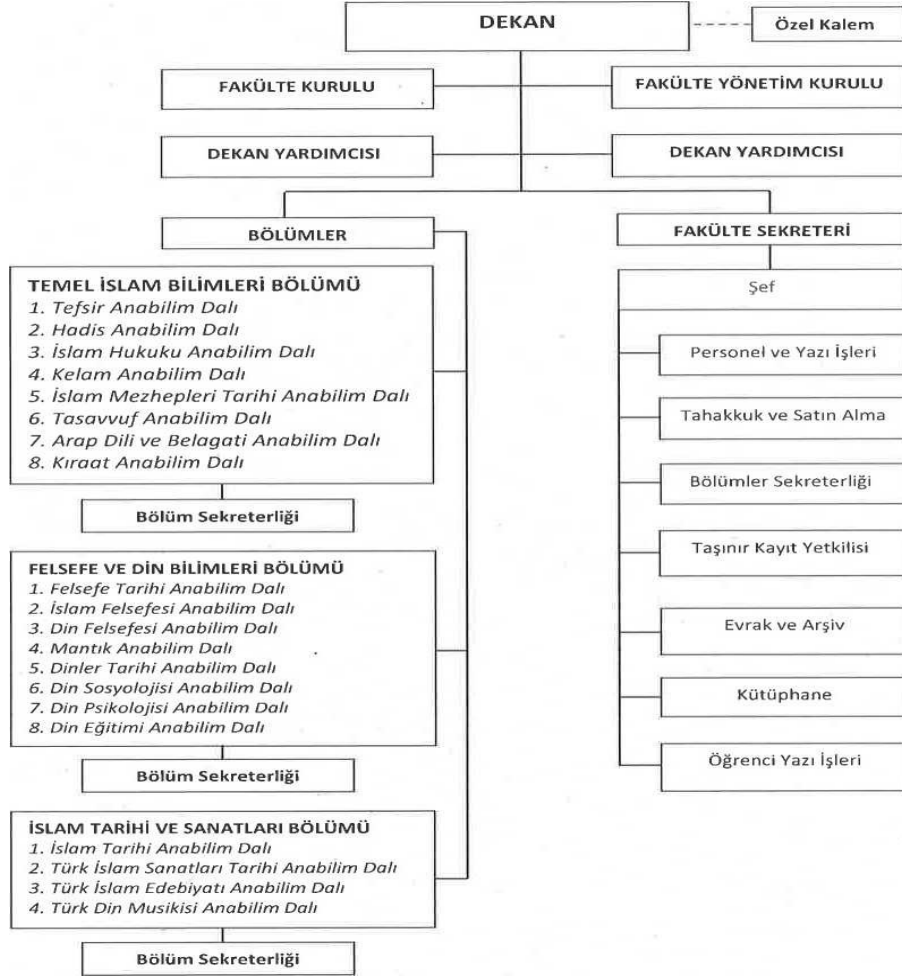 DEKAN
Özel Kalem
FAKÜLTE KURULU
FAKÜLTE YÖNETİM KURULU
DEKAN YARDIMCISI
DEKAN YARDIMCISI
BÖLÜMLER
TEMEL İSLAM BİLİMLERİ BÖLÜMÜ
1. Tefsir Anabilim Dalı
2. Hadis Anabilim Dalı
3. İslam Hukuku Anabilim Dalı
4. Kelam Anabilim Dalı
5. İslam Mezhepleri Tarihi Anabilim Dalı
6. Tasavvuf Anabilim Dalı
7. Arap Dili ve Belagati Anabilim Dalı
8. Kıraat Anabilim Dalı
Bölüm Sekreterliği
FELSEFE VE DİN BİLİMLERİ BÖLÜMÜ
1. Felsefe Tarihi Anabilim Dalı
2. İslam Felsefesi Anabilim Dalı
3. Din Felsefesi Anabilim Dalı
4. Mantık Anabilim Dalı
5. Dinler Tarihi Anabilim Dalı
6. Din Sosyolojisi Anabilim Dalı
7. Din Psikolojisi Anabilim Dalı
8. Din Eğitimi Anabilim Dalı
Bölüm Sekreterliği
İSLAM TARİHİ VE SANATLARI BÖLÜMÜ
1. İslam Tarihi Anabilim Dalı
2. Türk İslam Sanatları Tarihi Anabilim Dalı
3. Türk İslam Edebiyatı Anabilim Dalı
4. Türk Din Musikisi Anabilim Dalı
Bölüm Sekreterliği
FAKÜLTE SEKRETERİ
Şef
Personel ve Yazı İşleri
Tahakkuk ve Satın Alma
Bölümler Sekreterliği
Taşınır Kayıt Yetkilisi
Evrak ve Arşiv
Kütüphane
Öğrenci Yazı İşleri